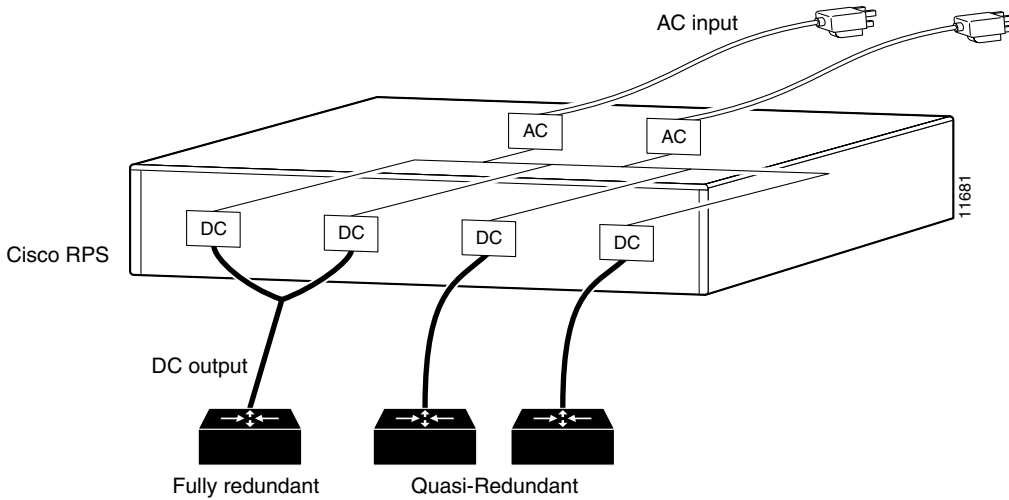 AC input
AC
AC
11681
DC
DC
DC
DC
Cisco RPS
DC output
Fully redundant
Quasi-Redundant